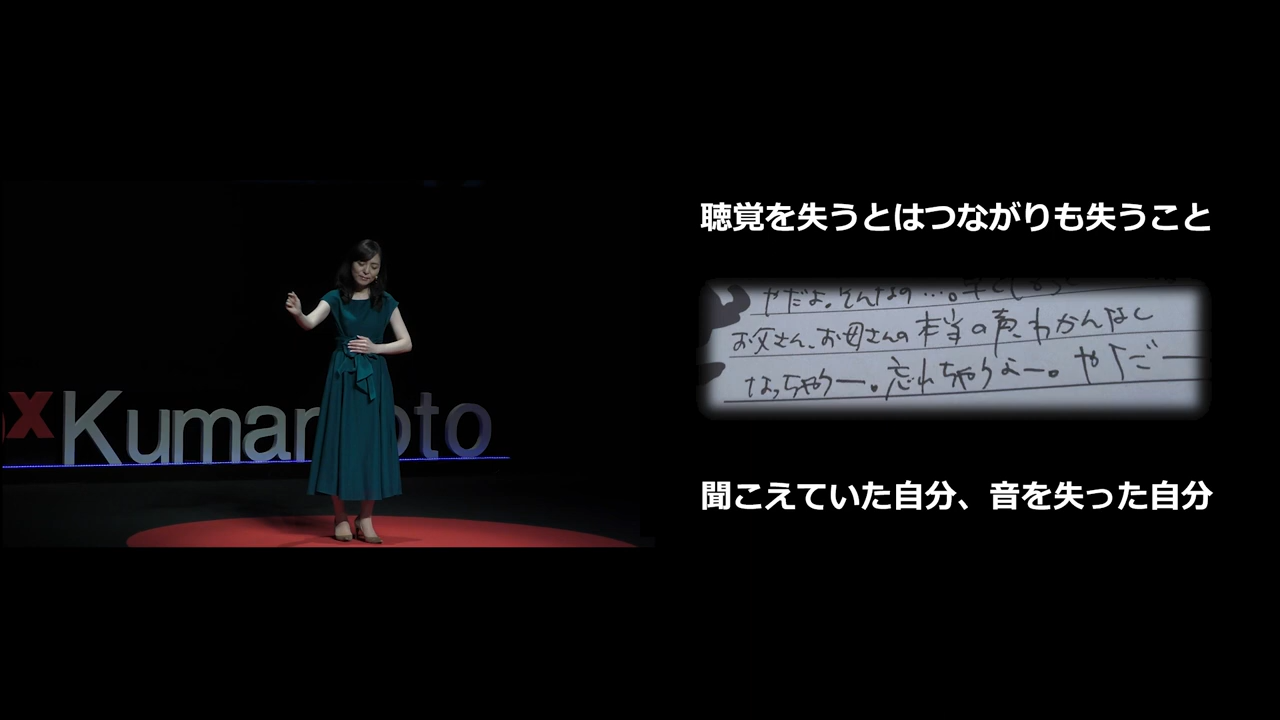 xKumamoto
聴覚を失うとはつながりも失うこと
やだよ。そんなの…。
お父さん、お母さんの本当の声わかんなく
なっちゃうー。忘れちゃうよー。やだー
聞こえていた自分、音を失った自分